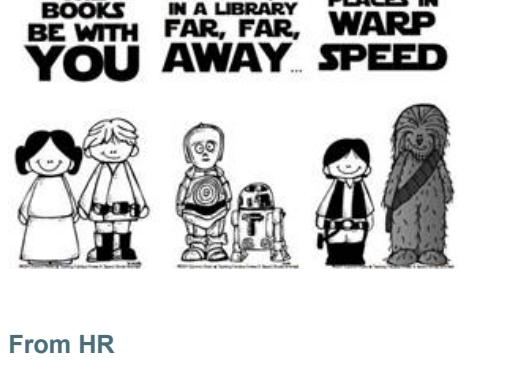 BOOKS
BE WITH
YOU
IN A LIBRARY
FAR, FAR,
AWAY...
PLACES IN
WARP
SPEED
From HR